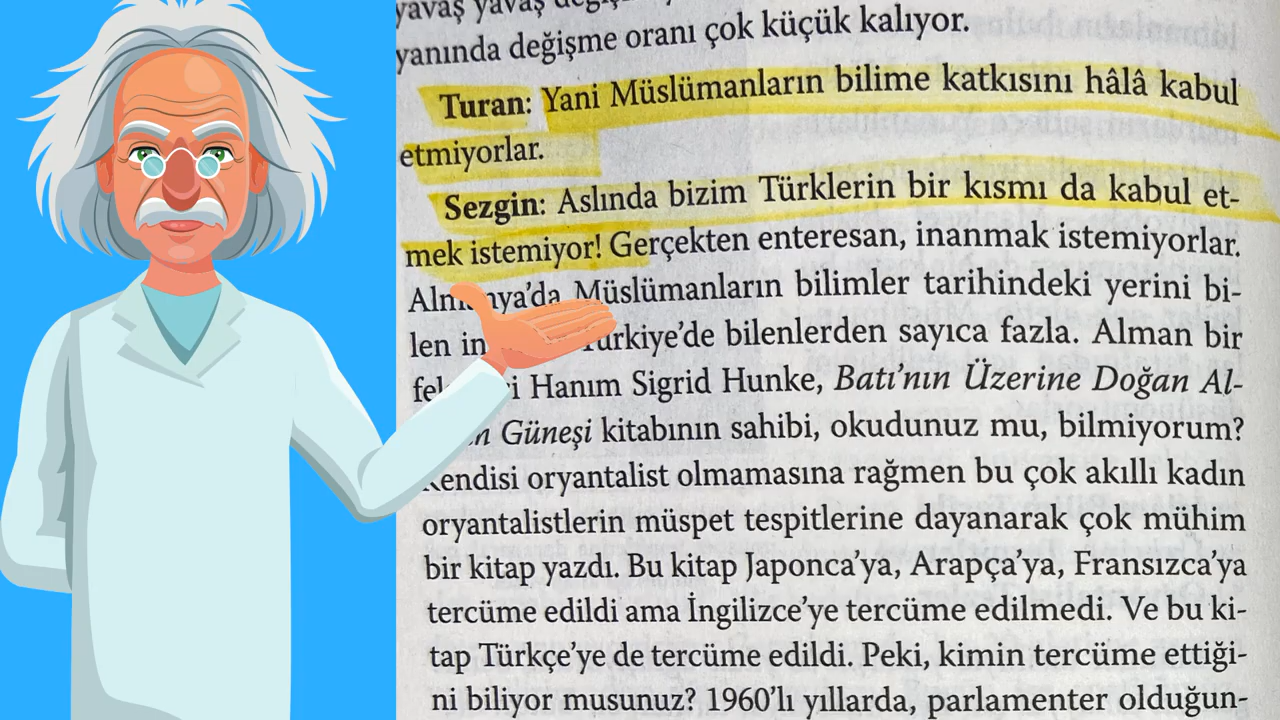 yavaş yavaş
yanında değişme oranı çok küçük kalıyor.
Turan: Yani Müslümanların bilime katkısını hâlâ kabul
etmiyorlar.
Sezgin: Aslında bizim Türklerin bir kısmı da kabul et-
mek istemiyor! Gerçekten enteresan, inanmak istemiyorlar.
Müslümanların bilimler tarihindeki yerini bi-
len bilenlerden sayıca fazla. Alman bir
Hanım Sigrid Hunke, Batı’nın Üzerine Doğan Al-
Güneşi kitabının sahibi, okudunuz mu, bilmiyorum?
Kendisi oryantalist olmamasına rağmen bu çok akıllı kadın
oryantalistlerin müspet tespitlerine dayanarak çok mühim
bir kitap yazdı. Bu kitap Japonca’ya, Arapça’ya, Fransızca’ya
tercüme edildi ama İngilizce’ye tercüme edilmedi. Ve bu ki-
tap Türkçe’ye de tercüme edildi. Peki, kimin tercüme ettiği-
ni biliyor musunuz? 1960’lı yıllarda, parlamenter olduğun-